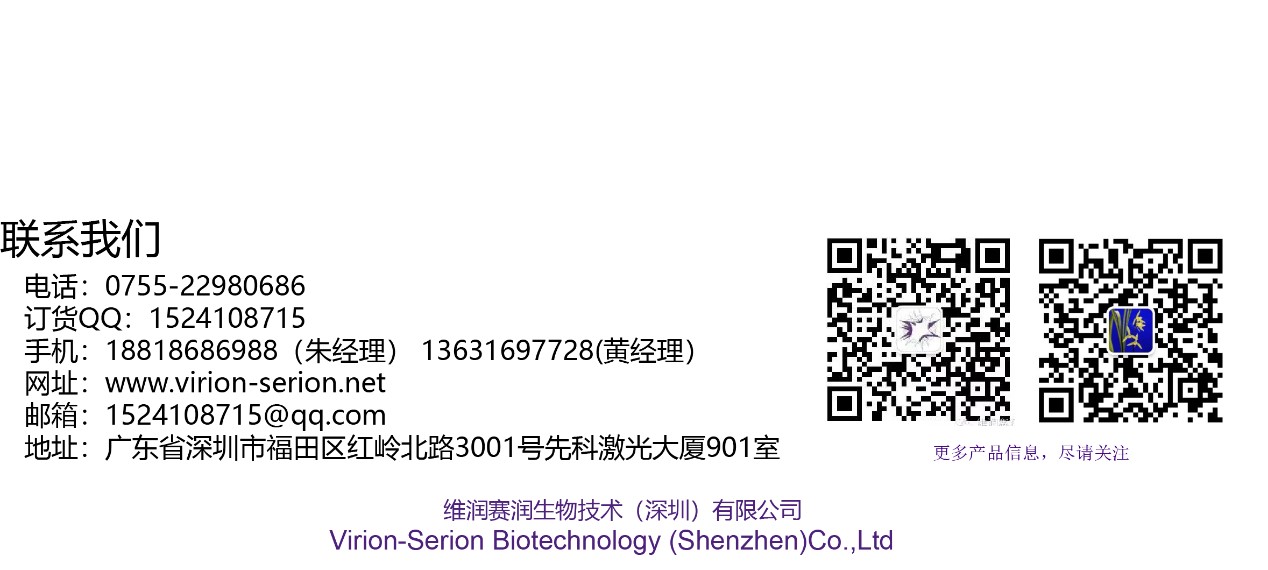 联系我们
电话：0755-22980686
订货QQ：1524108715
手机：18818686988（朱经理） 13631697728(黄经理）
网址：www.virion-serion.net
邮箱：1524108715@qq.com
地址：广东省深圳市福田区红岭北路3001号先科激光大厦901室
更多产品信息，尽请关注
维润赛润生物技术（深圳）有限公司
Virion-Serion Biotechnology (Shenzhen)Co.,Ltd